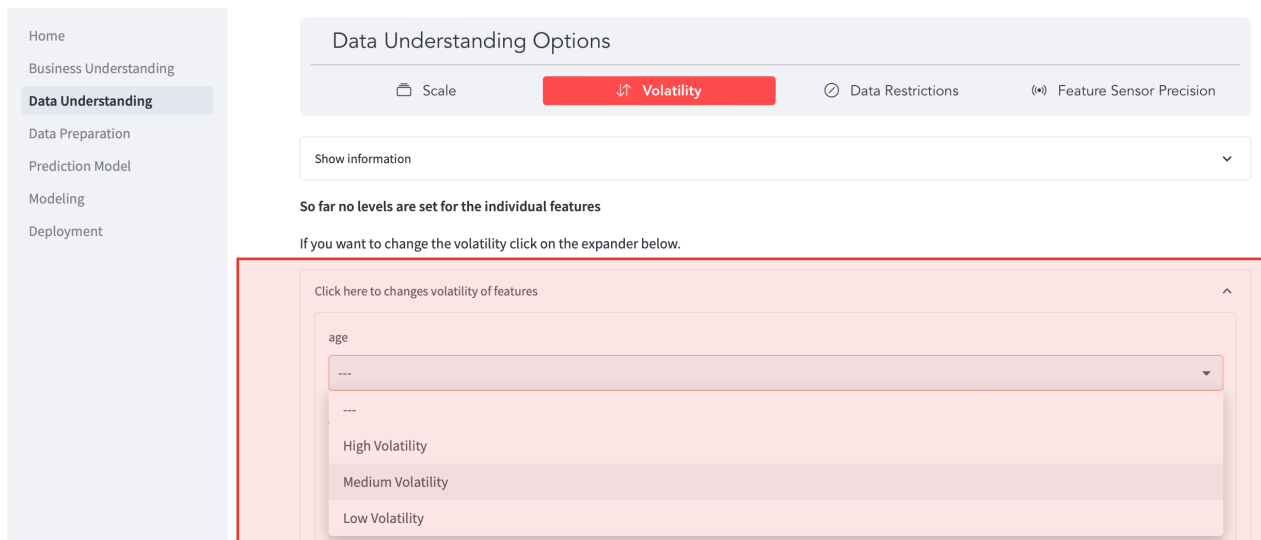 Home
Business Understanding
Data Understanding
Data Preparation
Prediction Model
Modeling
Deployment
Data Understanding Options
Scale
Volatility
Data Restrictions
Feature Sensor Precision
Show information
So far no levels are set for the individual features
If you want to change the volatility click on the expander below.
Click here to changes volatility of features
age
---
---
High Volatility
Medium Volatility
Low Volatility